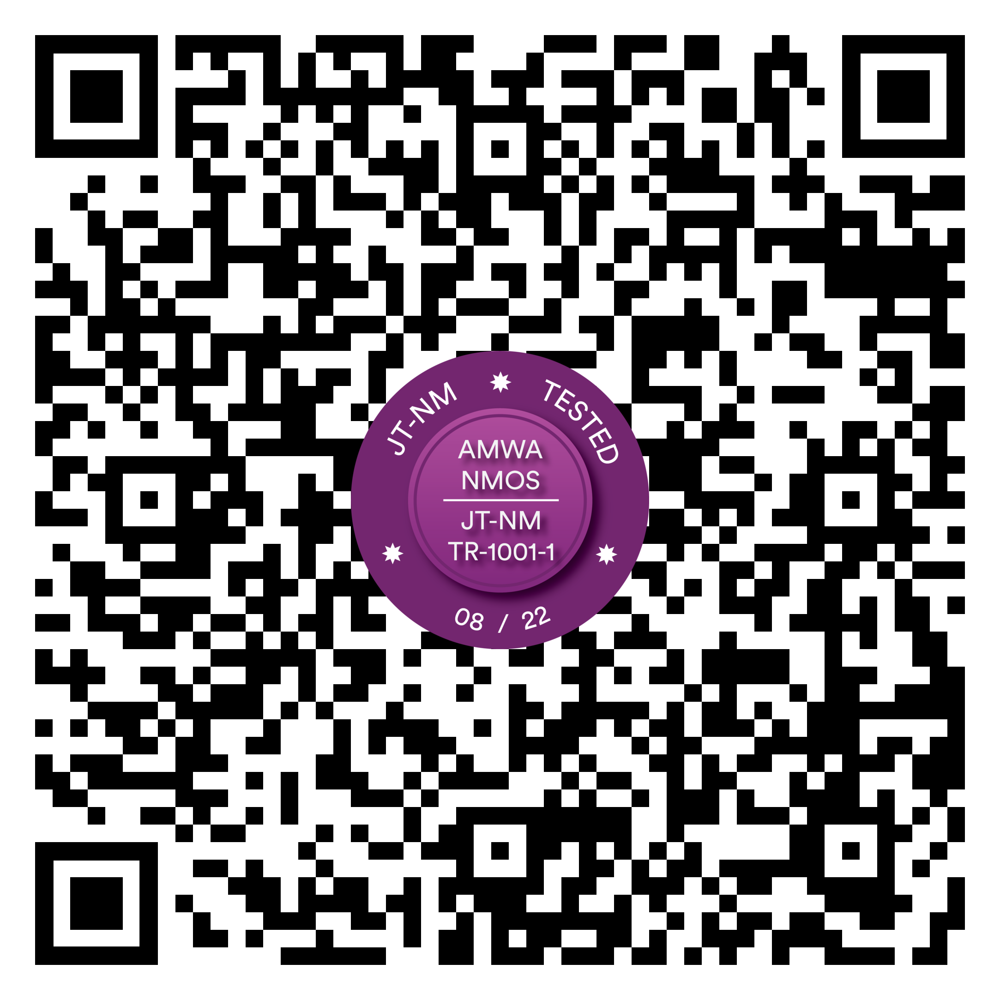 JT-NM TESTED
AMWA
NMOS
JT-NM
TR-1001-1
08 / 22